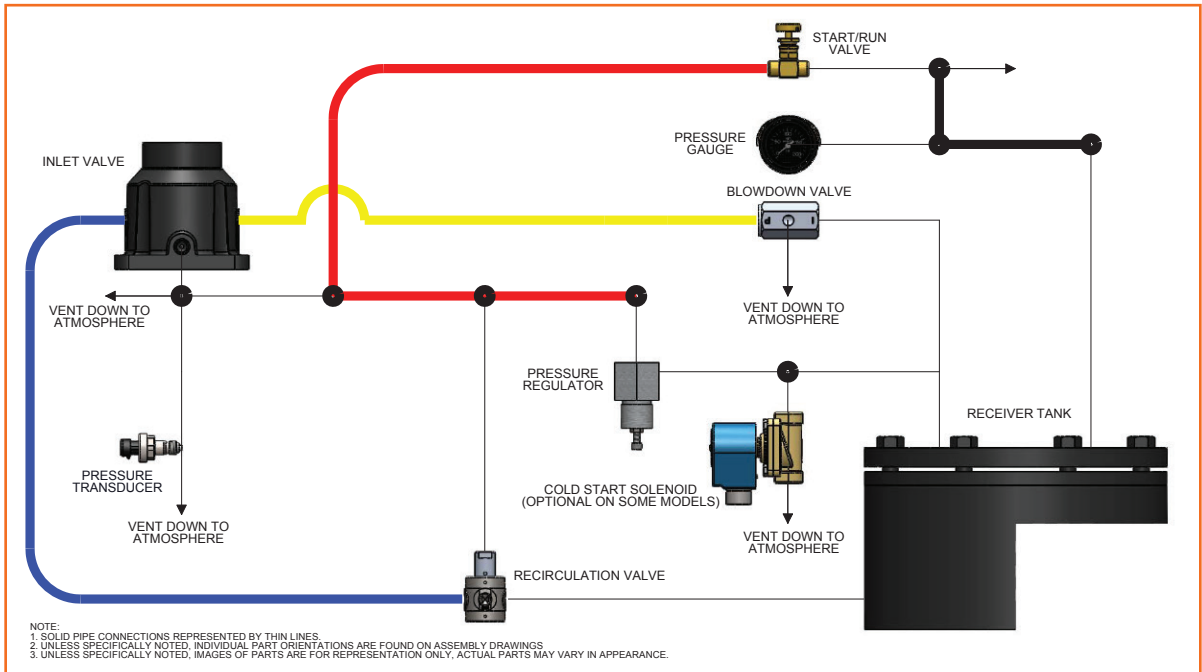 START/RUN
VALVE
PRESSURE
GAUGE
INLET VALVE
BLOWDOWN VALVE
VENT DOWN TO
ATMOSPHERE
VENT DOWN TO
ATMOSPHERE
PRESSURE
REGULATOR
RECEIVER TANK
PRESSURE
TRANSDUCER
COLD START SOLENOID
(OPTIONAL ON SOME MODELS)
VENT DOWN TO
ATMOSPHERE
VENT DOWN TO
ATMOSPHERE
RECIRCULATION VALVE
NOTE:
1. SOLID PIPE CONNECTIONS REPRESENTED BY THIN LINES.
2. UNLESS SPECIFICALLY NOTED, INDIVIDUAL PART ORIENTATIONS ARE FOUND ON ASSEMBLY DRAWINGS
3. UNLESS SPECIFICALLY NOTED, IMAGES OF PARTS ARE FOR REPRESENTATION ONLY, ACTUAL PARTS MAY VARY IN APPEARANCE.